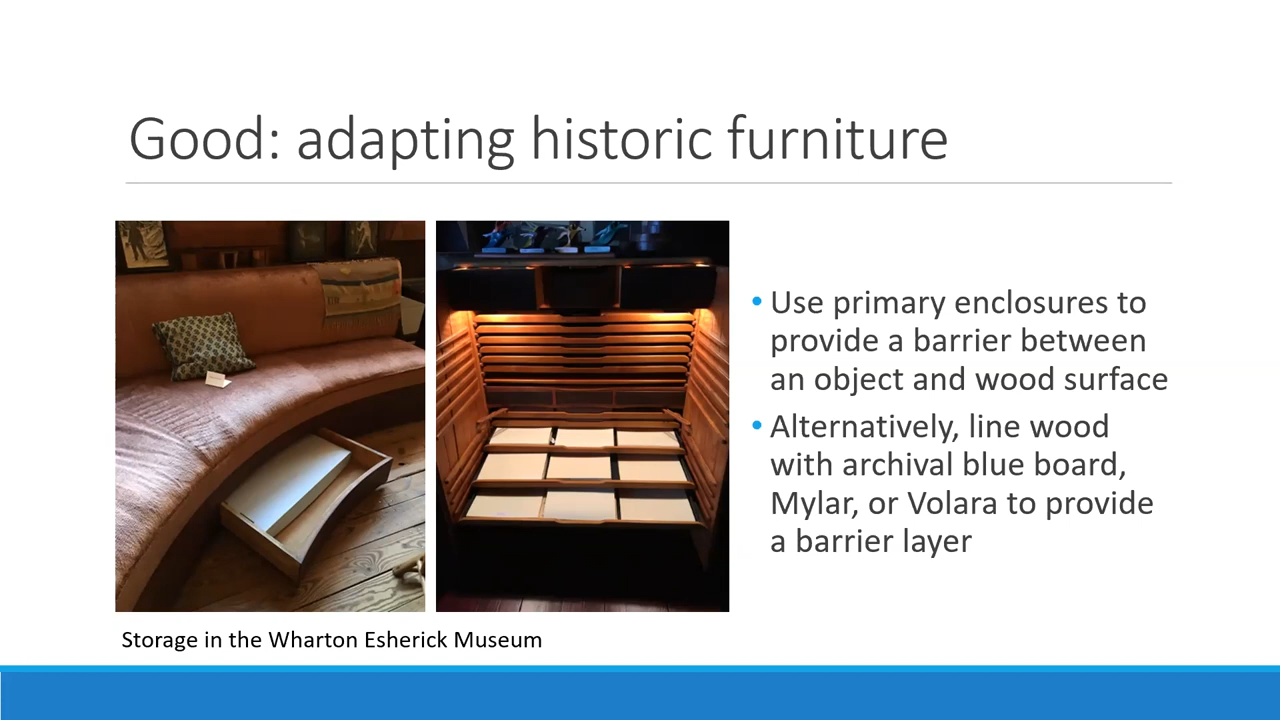 Good: adapting historic furniture
• Use primary enclosures to
provide a barrier between
an object and wood surface
• Alternatively, line wood
with archival blue board,
Mylar, or Volara to provide
a barrier layer
Storage in the Wharton Esherick Museum